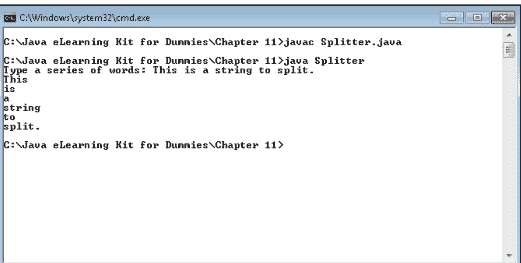 C:\Windows\system32\cmd.exe
C:\Java eLearning Kit for Dummies\Chapter 11>javac Splitter.java
C:\Java eLearning Kit for Dummies\Chapter 11>java Splitter
Type a series of words: This is a string to split.
This
is
a
string
to
split.
C:\Java eLearning Kit for Dummies\Chapter 11>